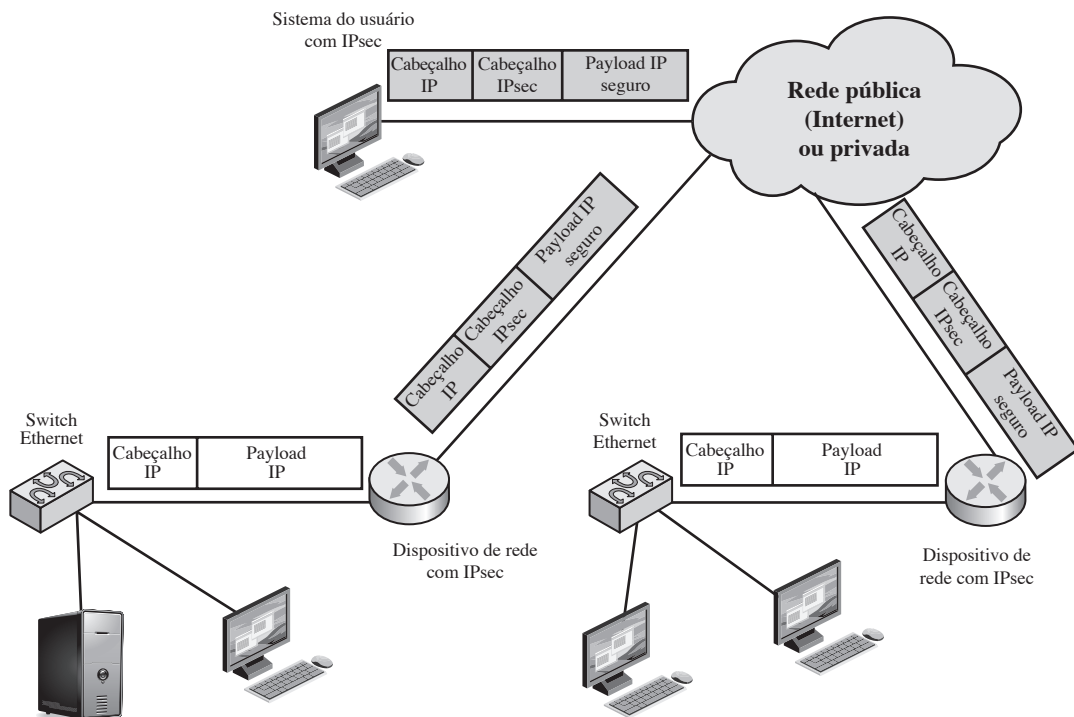 Sistema do usuário
com IPsec
Cabeçalho
IP
Cabeçalho
IPsec
Payload IP
seguro
Rede pública
(Internet)
ou privada
Cabeçalho
IP
Cabeçalho
IPsec
Payload IP
seguro
Cabeçalho
IP
Cabeçalho
IPsec
Payload IP
seguro
Switch
Ethernet
Cabeçalho
IP
Payload
IP
Dispositivo de rede
com IPsec
Switch
Ethernet
Cabeçalho
IP
Payload
IP
Dispositivo de
rede com IPsec